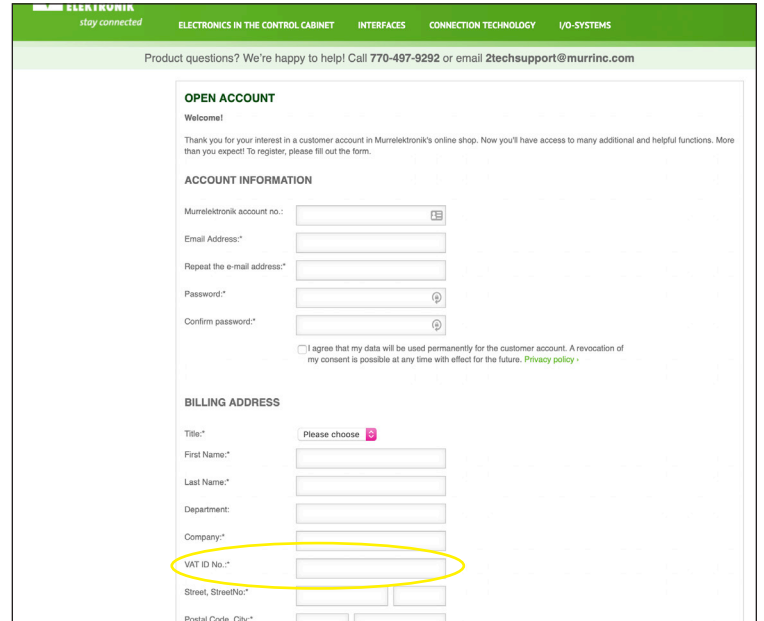 ELEKTRONIK
stay connected
ELECTRONICS IN THE CONTROL CABINET INTERFACES CONNECTION TECHNOLOGY I/O-SYSTEMS
Product questions? We're happy to help! Call 770-497-9292 or email 2techsupport@murrinc.com
OPEN ACCOUNT
Welcome!
Thank you for your interest in a customer account in Murrelektronik's online shop. Now you'll have access to many additional and helpful functions. More
than you expect! To register, please fill out the form.
ACCOUNT INFORMATION
Murrelektronik account no.:
Email Address:*
Repeat the e-mail address:*
Password:*
Confirm password:*
I agree that my data will be used permanently for the customer account. A revocation of
my consent is possible at any time with effect for the future. Privacy policy ›
BILLING ADDRESS
Title:* Please choose
First Name:*
Last Name:*
Department:
Company:*
VAT ID No.:*
Street, StreetNo:*
Postal Code, City:*